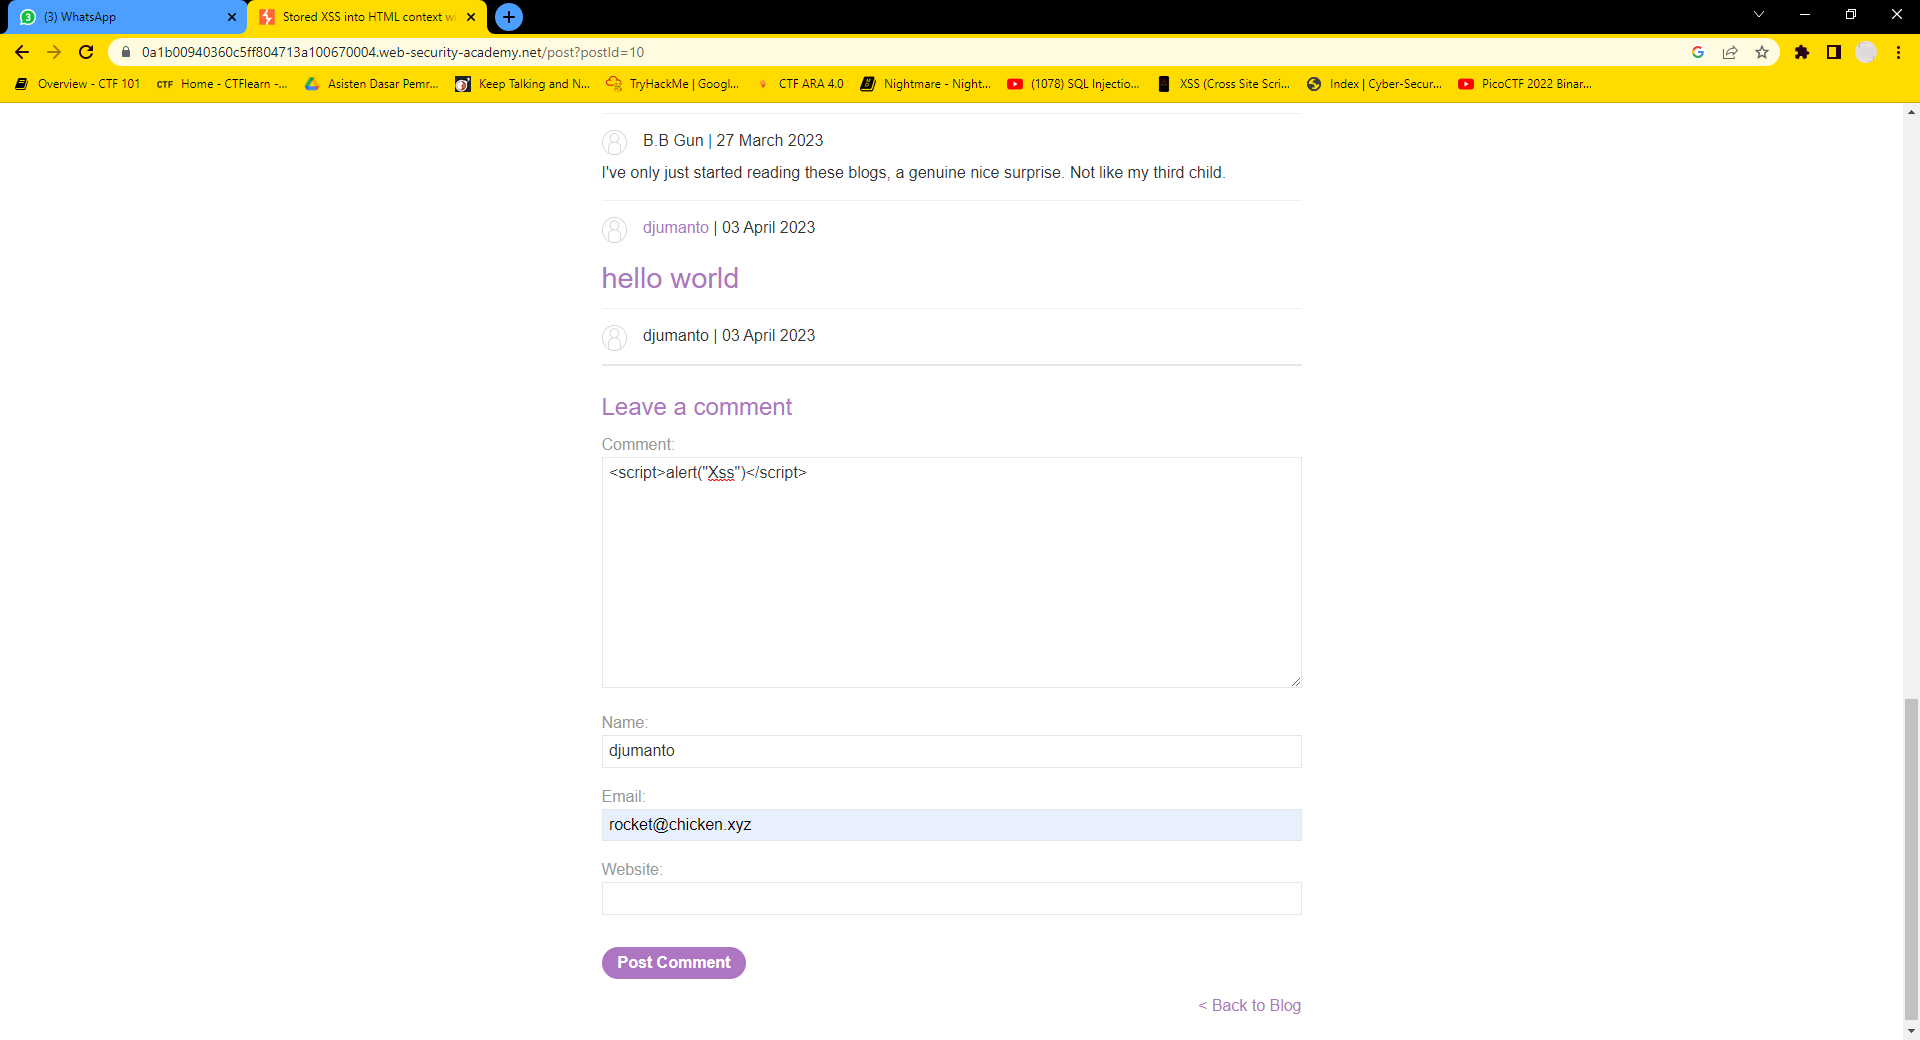 (3) WhatsApp
Stored XSS into HTML context wi
0a1b00940360c5ff804713a100670004.web-security-academy.net/post?postId=10
Overview - CTF 101
CTF Home - CTFlearn -...
Asisten Dasar Pemr...
Keep Talking and N...
TryHackMe | Googl...
CTF ARA 4.0
Nightmare - Night...
(1078) SQL Injectio...
XSS (Cross Site Scri...
Index | Cyber-Secur...
PicoCTF 2022 Binar...
B.B Gun | 27 March 2023
I've only just started reading these blogs, a genuine nice surprise. Not like my third child.
djumanto | 03 April 2023
hello world
djumanto | 03 April 2023
Leave a comment
Comment:
<script>alert("Xss")</script>
Name:
djumanto
Email:
rocket@chicken.xyz
Website:
Post Comment
< Back to Blog